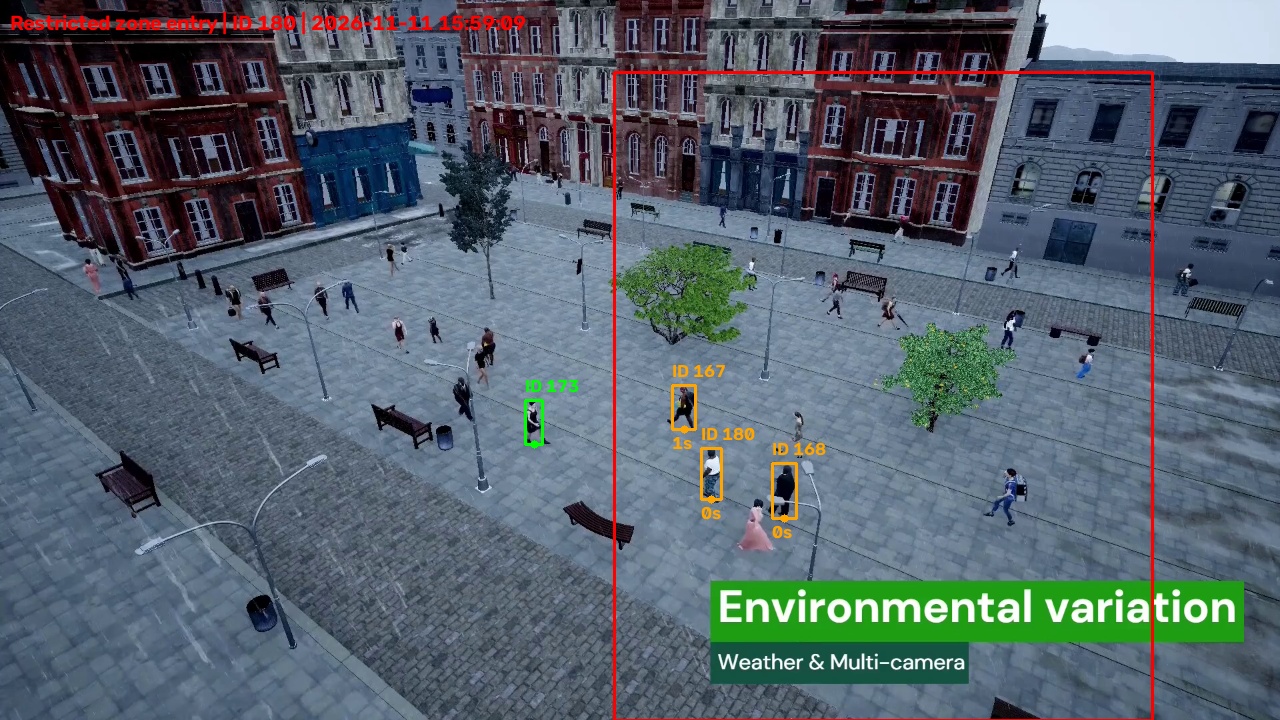 Restricted zone entry | ID 180 | 2026-11-11 15:59:09
ID 173
ID 167
1s
ID 180
0s
ID 168
0s
Environmental variation
Weather & Multi-camera